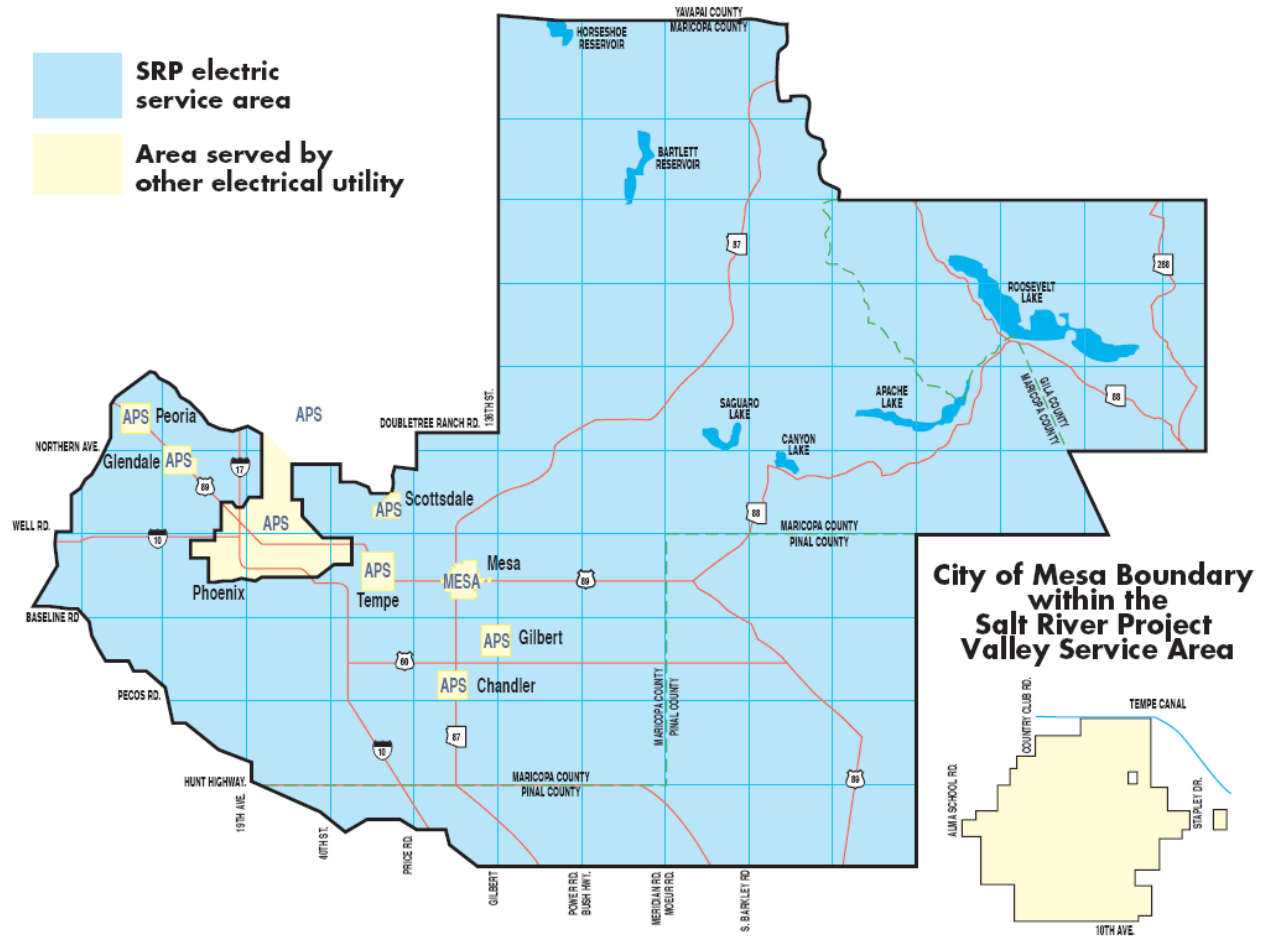 SRP electric
service area
Area served by
other electrical utility
YAVAPAI COUNTY
MARICOPA COUNTY
HORSESHOE
RESERVOIR
BARTLETT
RESERVOIR
87
288
ROOSEVELT
LAKE
APACHE
LAKE
SAGUARO
LAKE
CANYON
LAKE
88
GILA COUNTY
MARICOPA COUNTY
88
136TH ST.
DOUBLETREE RANCH RD.
APS
APS Peoria
NORTHERN AVE.
Glendale APS
17
89
APS Scottsdale
WELL RD.
10
APS
Phoenix
APS
Tempe
Mesa
MESA
89
MARICOPA COUNTY
PINAL COUNTY
BASELINE RD
APS Gilbert
60
APS Chandler
PECOS RD.
MARICOPA COUNTY
PINAL COUNTY
87
10
89
HUNT HIGHWAY.
MARICOPA COUNTY
PINAL COUNTY
19TH AVE.
40TH ST.
PRICE RD.
GILBERT
POWER RD.
BUSH HWY.
MERIDIAN RD.
MOEUR RD.
S. BARKLEY RD
City of Mesa Boundary
within the
Salt River Project
Valley Service Area
COUNTRY CLUB RD.
TEMPE CANAL
ALMA SCHOOL RD.
STAPLEY DR.
10TH AVE.